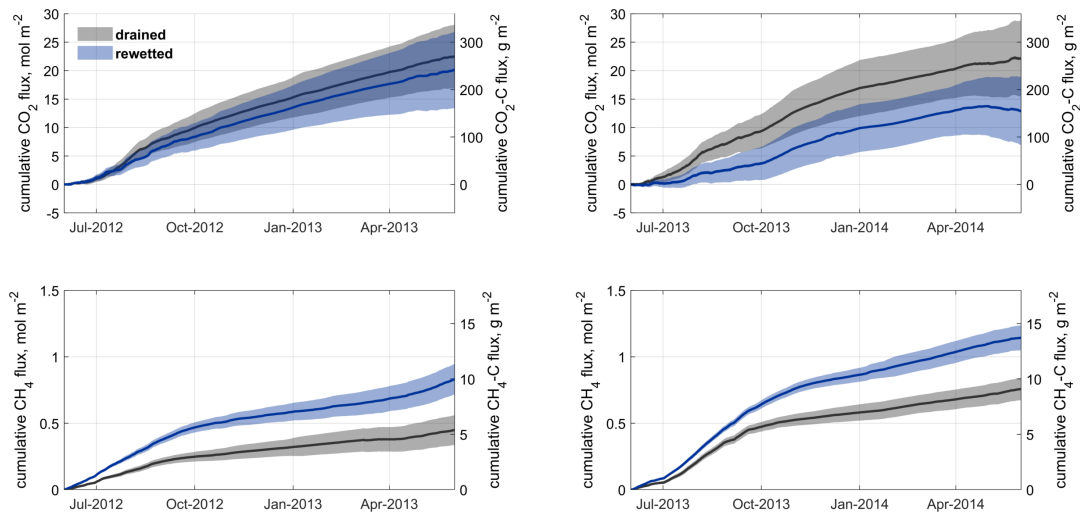 cumulative CO2 flux, mol m-2
30
25
20
15
10
5
0
-5
drained
rewetted
300
200
100
0
cumulative CO2-C flux, g m-2
Jul-2012
Oct-2012
Jan-2013
Apr-2013
cumulative CO2 flux, mol m-2
30
25
20
15
10
5
0
-5
300
200
100
0
cumulative CO2-C flux, g m-2
Jul-2013
Oct-2013
Jan-2014
Apr-2014
cumulative CH4 flux, mol m-2
1.5
1
0.5
0
15
10
5
0
cumulative CH4-C flux, g m-2
Jul-2012
Oct-2012
Jan-2013
Apr-2013
cumulative CH4 flux, mol m-2
1.5
1
0.5
0
15
10
5
0
cumulative CH4-C flux, g m-2
Jul-2013
Oct-2013
Jan-2014
Apr-2014